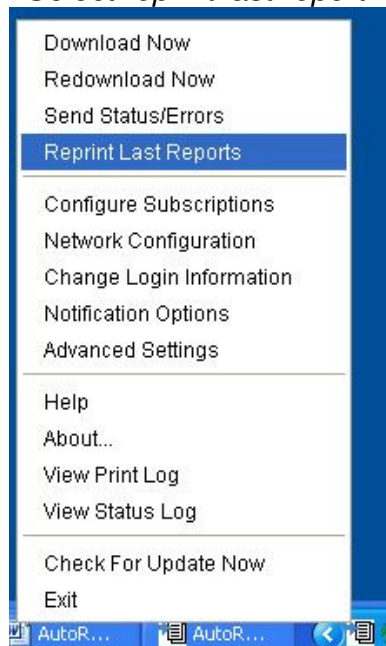 Download Now
Redownload Now
Send Status/Errors
Reprint Last Reports
Configure Subscriptions
Network Configuration
Change Login Information
Notification Options
Advanced Settings
Help
About...
View Print Log
View Status Log
Check For Update Now
Exit
AutoR... AutoR...